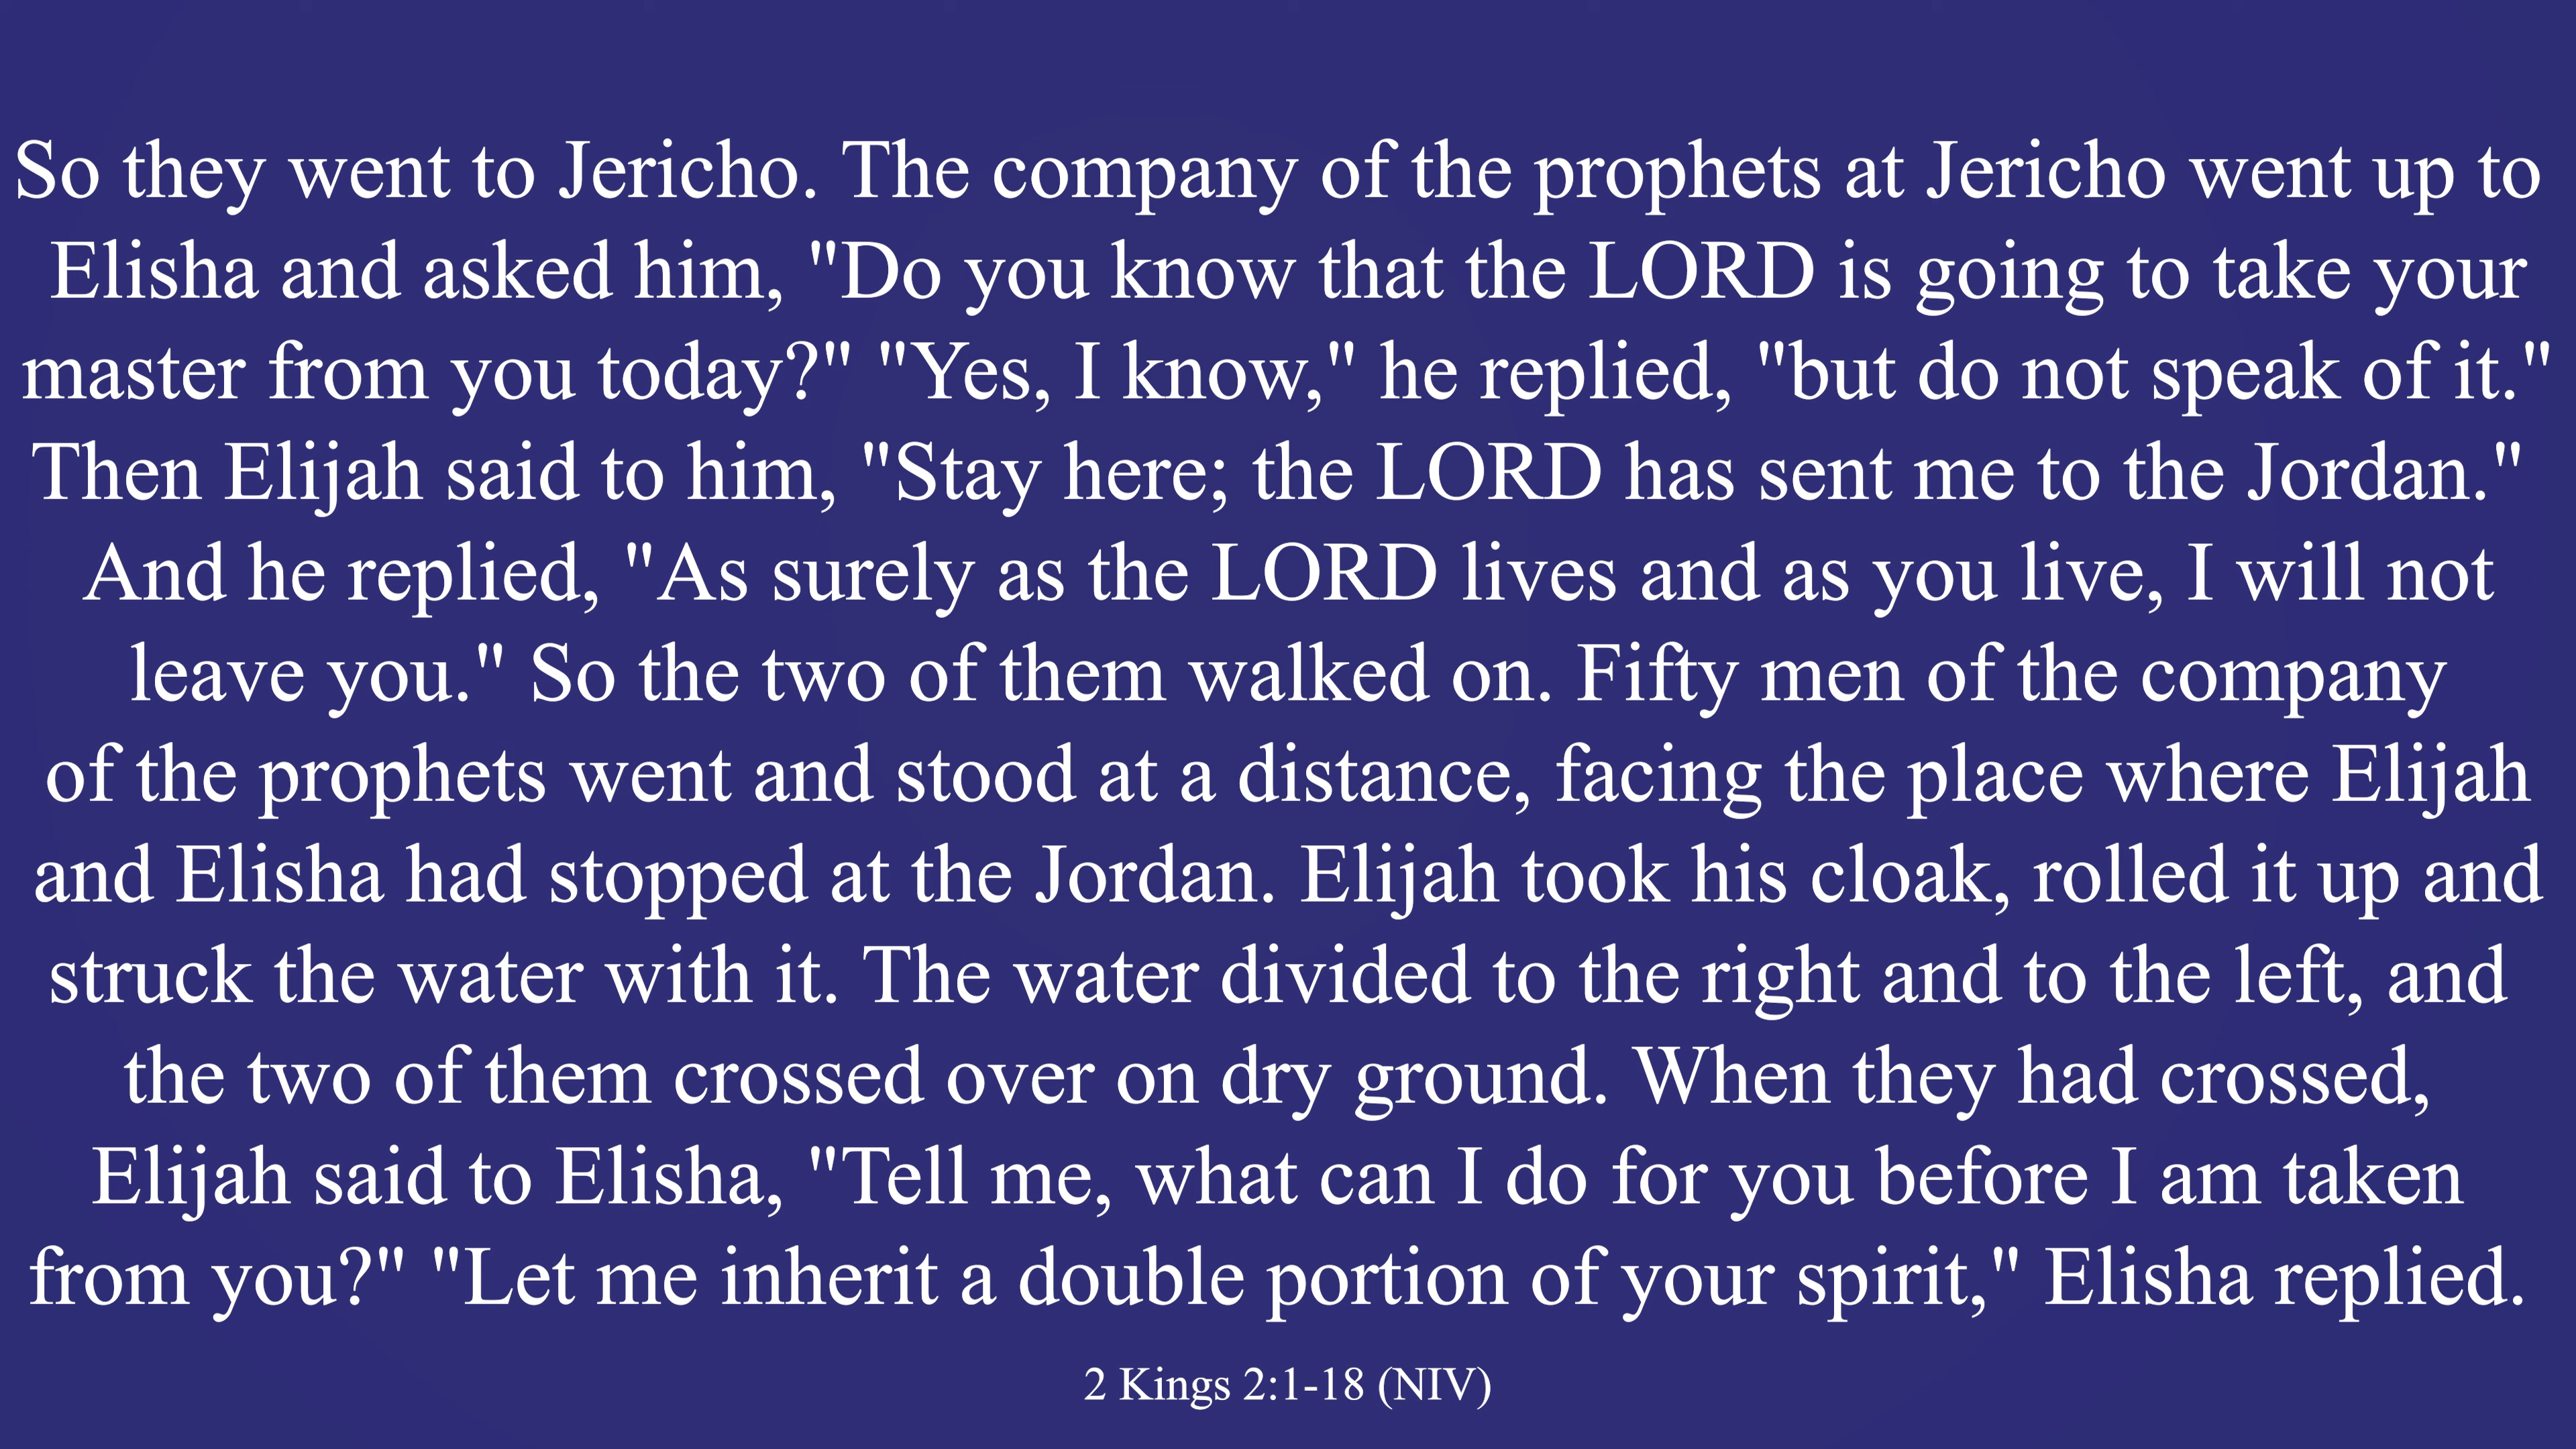 So they went to Jericho. The company of the prophets at Jericho went up to
Elisha and asked him, "Do you know that the LORD is going to take your
master from you today?" "Yes, I know," he replied, "but do not speak of it."
Then Elijah said to him, "Stay here; the LORD has sent me to the Jordan."
And he replied, "As surely as the LORD lives and as you live, I will not
leave you." So the two of them walked on. Fifty men of the company
of the prophets went and stood at a distance, facing the place where Elijah
and Elisha had stopped at the Jordan. Elijah took his cloak, rolled it up and
struck the water with it. The water divided to the right and to the left, and
the two of them crossed over on dry ground. When they had crossed,
Elijah said to Elisha, "Tell me, what can I do for you before I am taken
from you?" "Let me inherit a double portion of your spirit," Elisha replied.
2 Kings 2:1-18 (NIV)